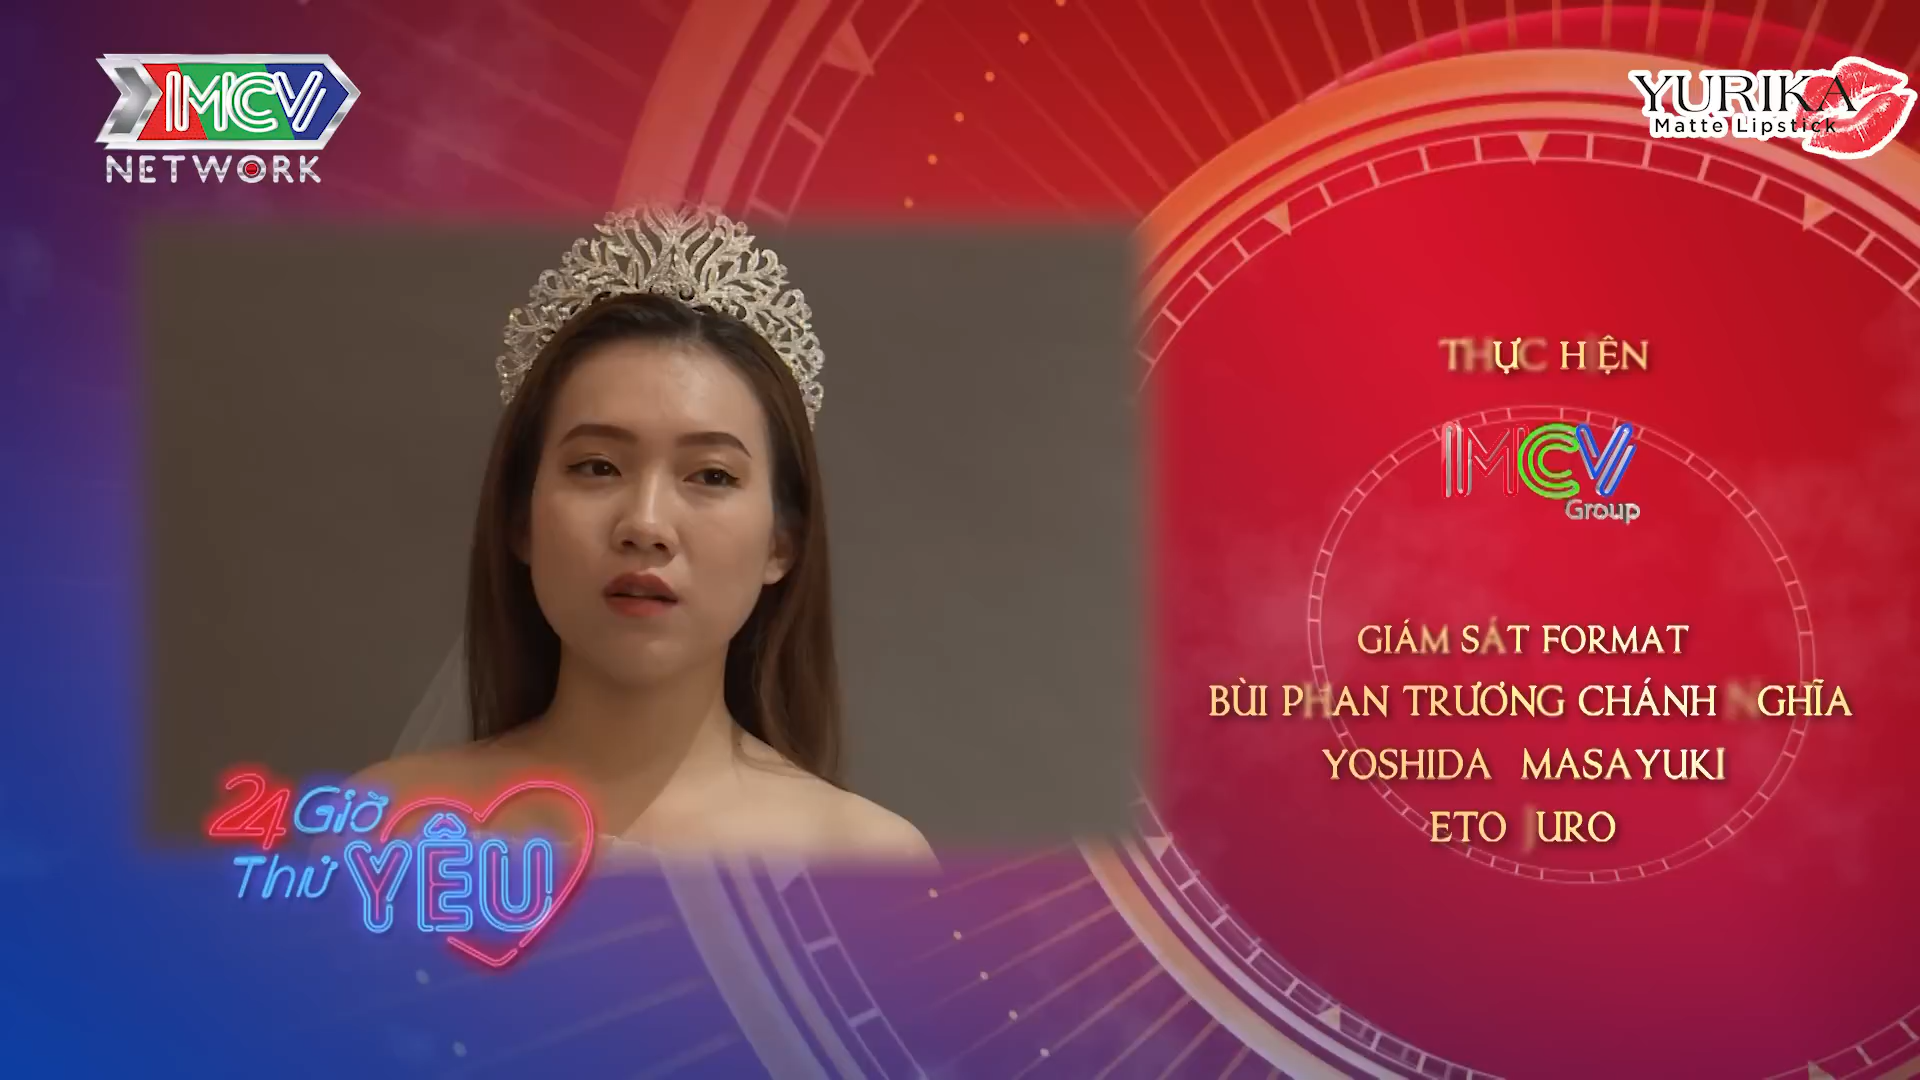 MCV
NETWORK
YURIKA
Matte Lipstick
THỰC HIỆN
MCV
Group
GIÁM SÁT FORMAT
BÙI PHAN TRƯƠNG CHÁNH NGHĨA
YOSHIDA MASAYUKI
ETO JURO
24 Giờ
Thử YÊU